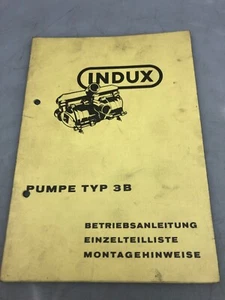 INDUX
PUMPE TYP 3B
BETRIEBSANLEITUNG
EINZELTEILLISTE
MONTAGEHINWEISE